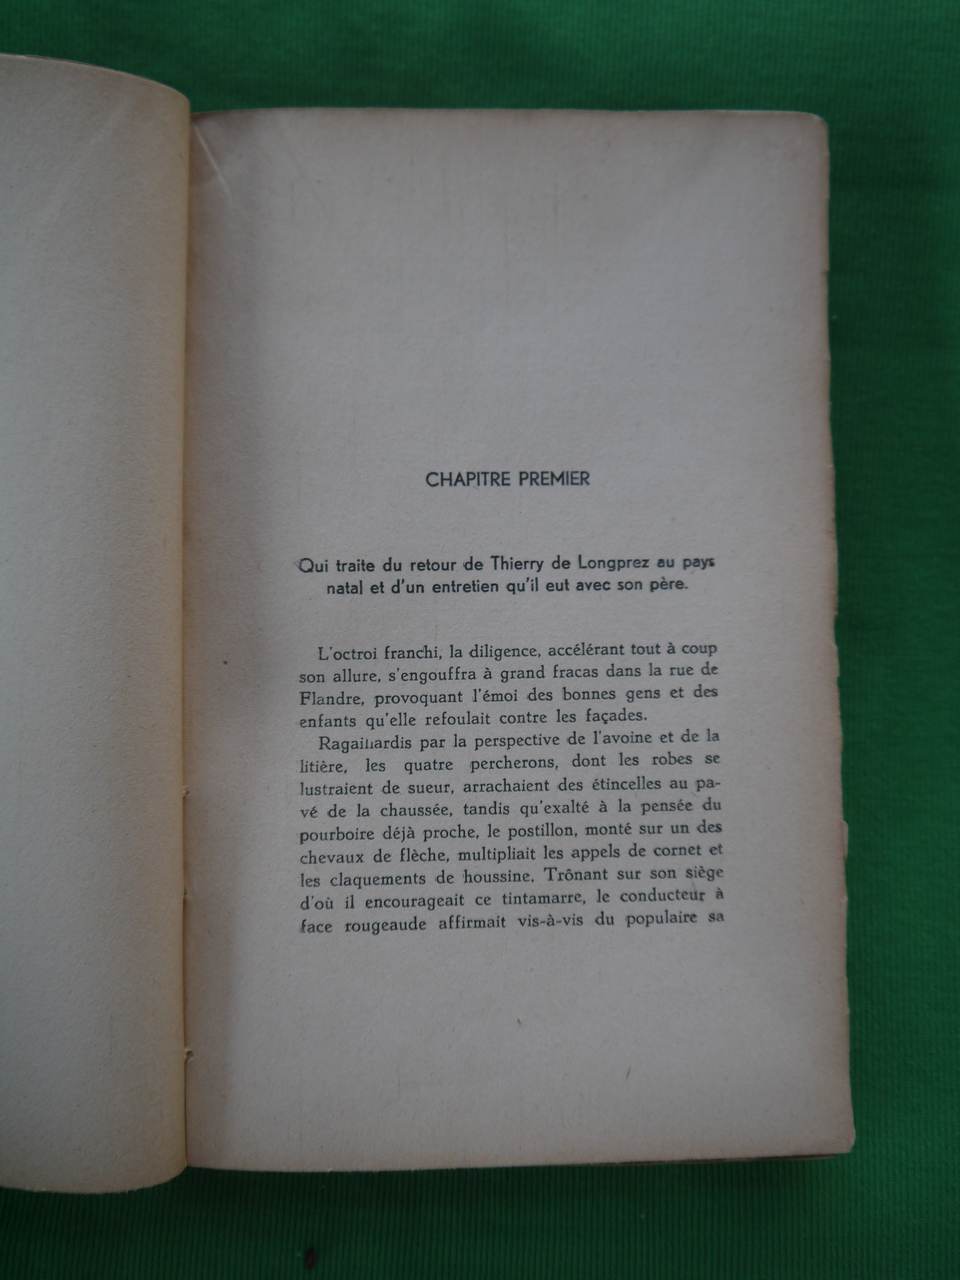 CHAPITRE PREMIER
Qui traite du retour de Thierry de Longprez au pays
natal et d'un entretien qu'il eut avec son père.
L'octroi franchi, la diligence, accélérant tout à coup
son allure, s'engouffra à grand fracas dans la rue de
Flandre, provoquant l'émoi des bonnes gens et des
enfants qu'elle refoulait contre les façades.
Ragaillardis par la perspective de l'avoine et de la
litière, les quatre percherons, dont les robes se
lustraient de sueur, arrachaient des étincelles au pa-
vé de la chaussée, tandis qu'exalté à la pensée du
pourboire déjà proche, le postillon, monté sur un des
chevaux de flèche, multipliait les appels de cornet et
les claquements de houssine. Trônant sur son siège
d'où il encourageait ce tintamarre, le conducteur à
face rougeaude affirmait vis-à-vis du populaire sa